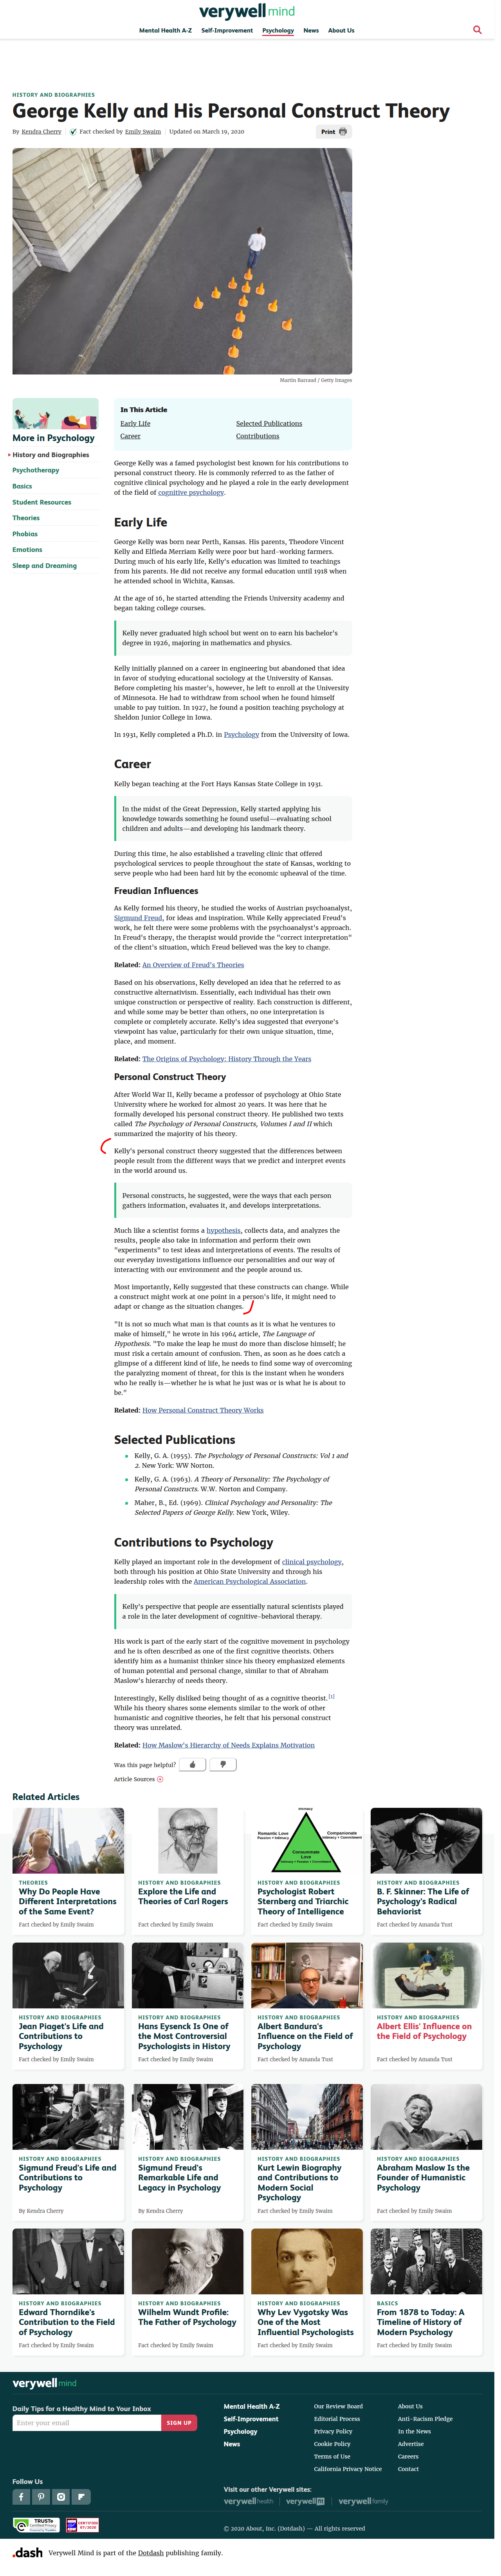 verywell mind
Mental Health A-Z Self-Improvement Psychology News About Us
HISTORY AND BIOGRAPHIES
George Kelly and His Personal Construct Theory
By Kendra Cherry Fact checked by Emily Swaim Updated on March 19, 2020 Print
Martin Barraud / Getty Images
More in Psychology
History and Biographies
Psychotherapy
Basics
Student Resources
Theories
Phobias
Emotions
Sleep and Dreaming
In This Article
Early Life Selected Publications
Career Contributions
George Kelly was a famed psychologist best known for his contributions to
personal construct theory. He is commonly referred to as the father of
cognitive clinical psychology and he played a role in the early development
of the field of cognitive psychology.
Early Life
George Kelly was born near Perth, Kansas. His parents, Theodore Vincent
Kelly and Elfleda Merriam Kelly were poor but hard-working farmers.
During much of his early life, Kelly's education was limited to teachings
from his parents. He did not receive any formal education until 1918 when
he attended school in Wichita, Kansas.
At the age of 16, he started attending the Friends University academy and
began taking college courses.
Kelly never graduated high school but went on to earn his bachelor's
degree in 1926, majoring in mathematics and physics.
Kelly initially planned on a career in engineering but abandoned that idea
in favor of studying educational sociology at the University of Kansas.
Before completing his master's, however, he left to enroll at the University
of Minnesota. He had to withdraw from school when he found himself
unable to pay tuition. In 1927, he found a position teaching psychology at
Sheldon Junior College in Iowa.
In 1931, Kelly completed a Ph.D. in Psychology from the University of Iowa.
Career
Kelly began teaching at the Fort Hays Kansas State College in 1931.
In the midst of the Great Depression, Kelly started applying his
knowledge towards something he found useful—evaluating school
children and adults—and developing his landmark theory.
During this time, he also established a traveling clinic that offered
psychological services to people throughout the state of Kansas, working to
serve people who had been hard hit by the economic upheaval of the time.
Freudian Influences
As Kelly formed his theory, he studied the works of Austrian psychoanalyst,
Sigmund Freud, for ideas and inspiration. While Kelly appreciated Freud's
work, he felt there were some problems with the psychoanalyst's approach.
In Freud's therapy, the therapist would provide the "correct interpretation"
of the client's situation, which Freud believed was the key to change.
Related: An Overview of Freud's Theories
Based on his observations, Kelly developed an idea that he referred to as
constructive alternativism. Essentially, each individual has their own
unique construction or perspective of reality. Each construction is different,
and while some may be better than others, no one interpretation is
complete or completely accurate. Kelly's idea suggested that everyone's
viewpoint has value, particularly for their own unique situation, time,
place, and moment.
Related: The Origins of Psychology: History Through the Years
Personal Construct Theory
After World War II, Kelly became a professor of psychology at Ohio State
University where he worked for almost 20 years. It was here that he
formally developed his personal construct theory. He published two texts
called The Psychology of Personal Constructs, Volumes I and II which
summarized the majority of his theory.
Kelly's personal construct theory suggested that the differences between
people result from the different ways that we predict and interpret events
in the world around us.
Personal constructs, he suggested, were the ways that each person
gathers information, evaluates it, and develops interpretations.
Much like a scientist forms a hypothesis, collects data, and analyzes the
results, people also take in information and perform their own
"experiments" to test ideas and interpretations of events. The results of
our everyday investigations influence our personalities and our way of
interacting with our environment and the people around us.
Most importantly, Kelly suggested that these constructs can change. While
a construct might work at one point in a person's life, it might need to
adapt or change as the situation changes.
"It is not so much what man is that counts as it is what he ventures to
make of himself," he wrote in his 1964 article, The Language of
Hypothesis. "To make the leap he must do more than disclose himself; he
must risk a certain amount of confusion. Then, as soon as he does catch a
glimpse of a different kind of life, he needs to find some way of overcoming
the paralyzing moment of threat, for this is the instant when he wonders
who he really is—whether he is what he just was or is what he is about to
be."
Related: How Personal Construct Theory Works
Selected Publications
Kelly, G. A. (1955). The Psychology of Personal Constructs: Vol 1 and
2. New York: WW Norton.
Kelly, G. A. (1963). A Theory of Personality: The Psychology of
Personal Constructs. W.W. Norton and Company.
Maher, B., Ed. (1969). Clinical Psychology and Personality: The
Selected Papers of George Kelly. New York, Wiley.
Contributions to Psychology
Kelly played an important role in the development of clinical psychology,
both through his position at Ohio State University and through his
leadership roles with the American Psychological Association.
Kelly's perspective that people are essentially natural scientists played
a role in the later development of cognitive-behavioral therapy.
His work is part of the early start of the cognitive movement in psychology
and he is often described as one of the first cognitive theorists. Others
identify him as a humanist thinker since his theory emphasized elements
of human potential and personal change, similar to that of Abraham
Maslow's hierarchy of needs theory.
Interestingly, Kelly disliked being thought of as a cognitive theorist. [1]
While his theory shares some elements similar to the work of other
humanistic and cognitive theories, he felt that his personal construct
theory was unrelated.
Related: How Maslow's Hierarchy of Needs Explains Motivation
Was this page helpful?
Article Sources
Related Articles
Intimacy
Romantic Love Companionate
Passion + Intimacy Intimacy + Commitment
Consummate
Love
Intimacy + Passion + Commitment
THEORIES
Why Do People Have
Different Interpretations
of the Same Event?
Fact checked by Emily Swaim
HISTORY AND BIOGRAPHIES
Explore the Life and
Theories of Carl Rogers
Fact checked by Emily Swaim
HISTORY AND BIOGRAPHIES
Psychologist Robert
Sternberg and Triarchic
Theory of Intelligence
Fact checked by Emily Swaim
HISTORY AND BIOGRAPHIES
B. F. Skinner: The Life of
Psychology's Radical
Behaviorist
Fact checked by Amanda Tust
HISTORY AND BIOGRAPHIES
Jean Piaget's Life and
Contributions to
Psychology
Fact checked by Emily Swaim
HISTORY AND BIOGRAPHIES
Hans Eysenck Is One of
the Most Controversial
Psychologists in History
Fact checked by Emily Swaim
HISTORY AND BIOGRAPHIES
Albert Bandura's
Influence on the Field of
Psychology
Fact checked by Amanda Tust
HISTORY AND BIOGRAPHIES
Albert Ellis' Influence on
the Field of Psychology
Fact checked by Amanda Tust
HISTORY AND BIOGRAPHIES
Sigmund Freud's Life and
Contributions to
Psychology
By Kendra Cherry
HISTORY AND BIOGRAPHIES
Sigmund Freud's
Remarkable Life and
Legacy in Psychology
By Kendra Cherry
HISTORY AND BIOGRAPHIES
Kurt Lewin Biography
and Contributions to
Modern Social
Psychology
Fact checked by Emily Swaim
HISTORY AND BIOGRAPHIES
Abraham Maslow Is the
Founder of Humanistic
Psychology
Fact checked by Emily Swaim
HISTORY AND BIOGRAPHIES
Edward Thorndike's
Contribution to the Field
of Psychology
Fact checked by Emily Swaim
HISTORY AND BIOGRAPHIES
Wilhelm Wundt Profile:
The Father of Psychology
HISTORY AND BIOGRAPHIES
Why Lev Vygotsky Was
One of the Most
Influential Psychologists
Fact checked by Emily Swaim
BASICS
From 1878 to Today: A
Timeline of History of
Modern Psychology
Fact checked by Emily Swaim
verywell mind
Daily Tips for a Healthy Mind to Your Inbox
Enter your email SIGN UP
Follow Us
TRUSTe
Certified Privacy
Mental Health A-Z
Self-Improvement
Psychology
News
Our Review Board
Editorial Process
Privacy Policy
Cookie Policy
Terms of Use
California Privacy Notice
About Us
Anti-Racism Pledge
In the News
Advertise
Careers
Contact
Visit our other Verywell sites:
verywell health verywell fit verywell family
© 2020 About, Inc. (Dotdash) — All rights reserved
.dash Verywell Mind is part of the Dotdash publishing family.